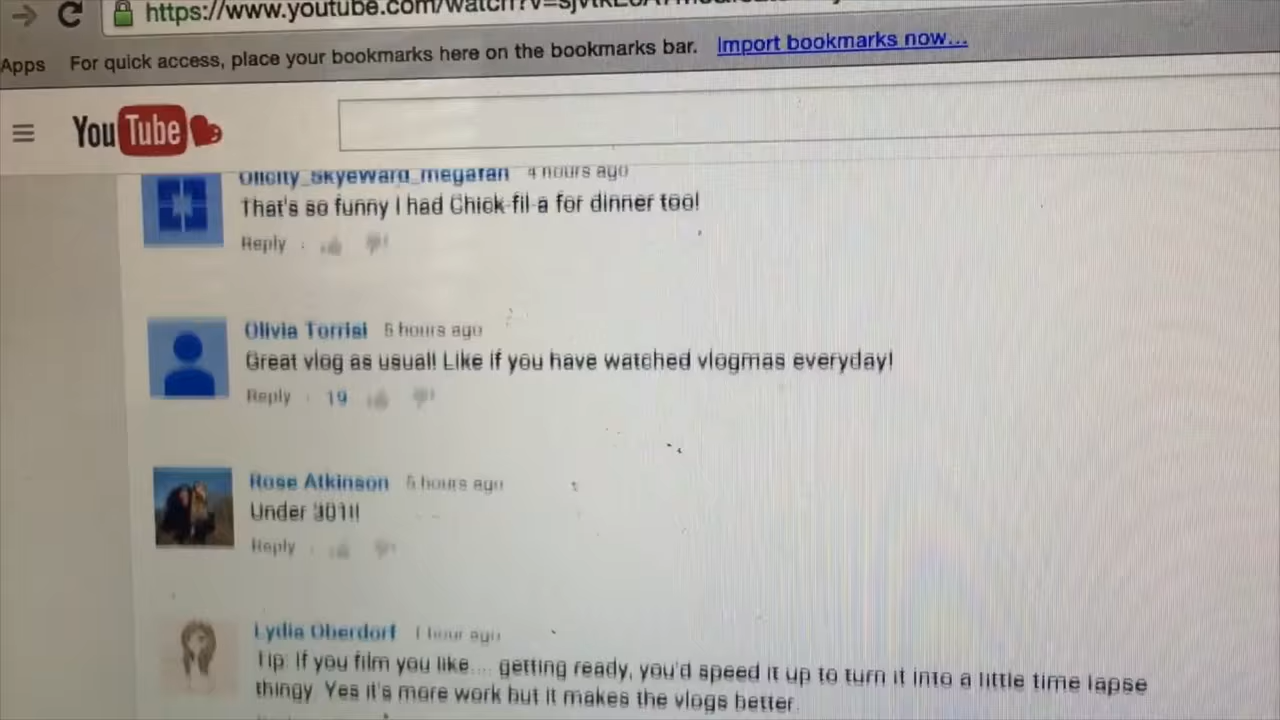 https://www.youtube.com/watch?v=
Apps For quick access, place your bookmarks here on the bookmarks bar. Import bookmarks now...
YouTube
4 hours ago
That's so funny I had Chick-fil-a for dinner too!
Reply
Olivia Torrisi 5 hours ago
Great vlog as usual! Like if you have watched vlogmas everyday!
Reply · 19
Rose Atkinson 5 hours ago
Under 301!!
Reply
Lydia Oberdorf 1 hour ago
Tip: If you film you like.... getting ready, you'd speed it up to turn it into a little time lapse
thingy. Yes it's more work but it makes the vlogs better.